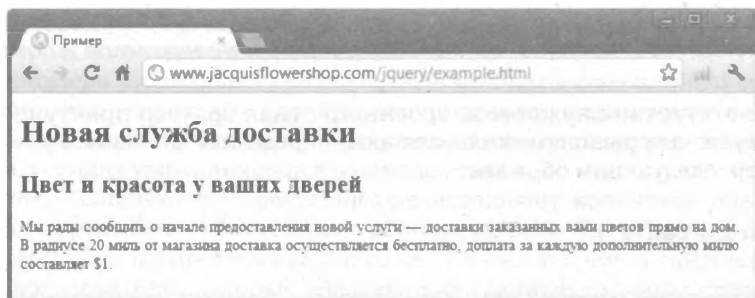 Пример
www.jacquisflowershop.com/jquery/example.html
Новая служба доставки
Цвет и красота у ваших дверей
Мы рады сообщить о начале предоставления новой услуги — доставки заказанных вами цветов прямо на дом.
В радиусе 20 миль от магазина доставка осуществляется бесплатно, доплата за каждую дополнительную милю
составляет $1.